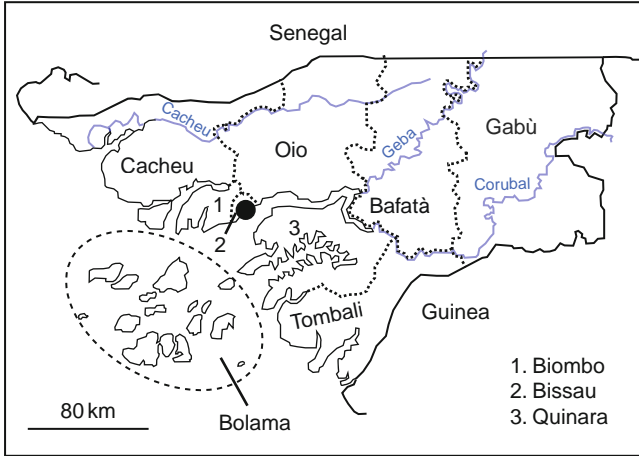 Senegal
Cacheu
Geba
Gabù
Oio
Cacheu
Corubal
1
Bafatà
3
2
Tombali
Guinea
1. Biombo
80 km
2. Bissau
Bolama
3. Quinara